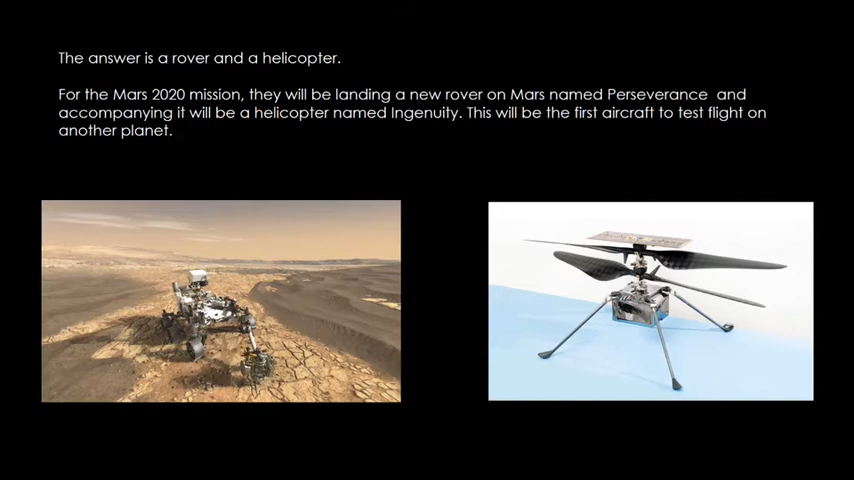 The answer is a rover and a helicopter.
For the Mars 2020 mission, they will be landing a new rover on Mars named Perseverance and
accompanying it will be a helicopter named Ingenuity. This will be the first aircraft to test flight on
another planet.